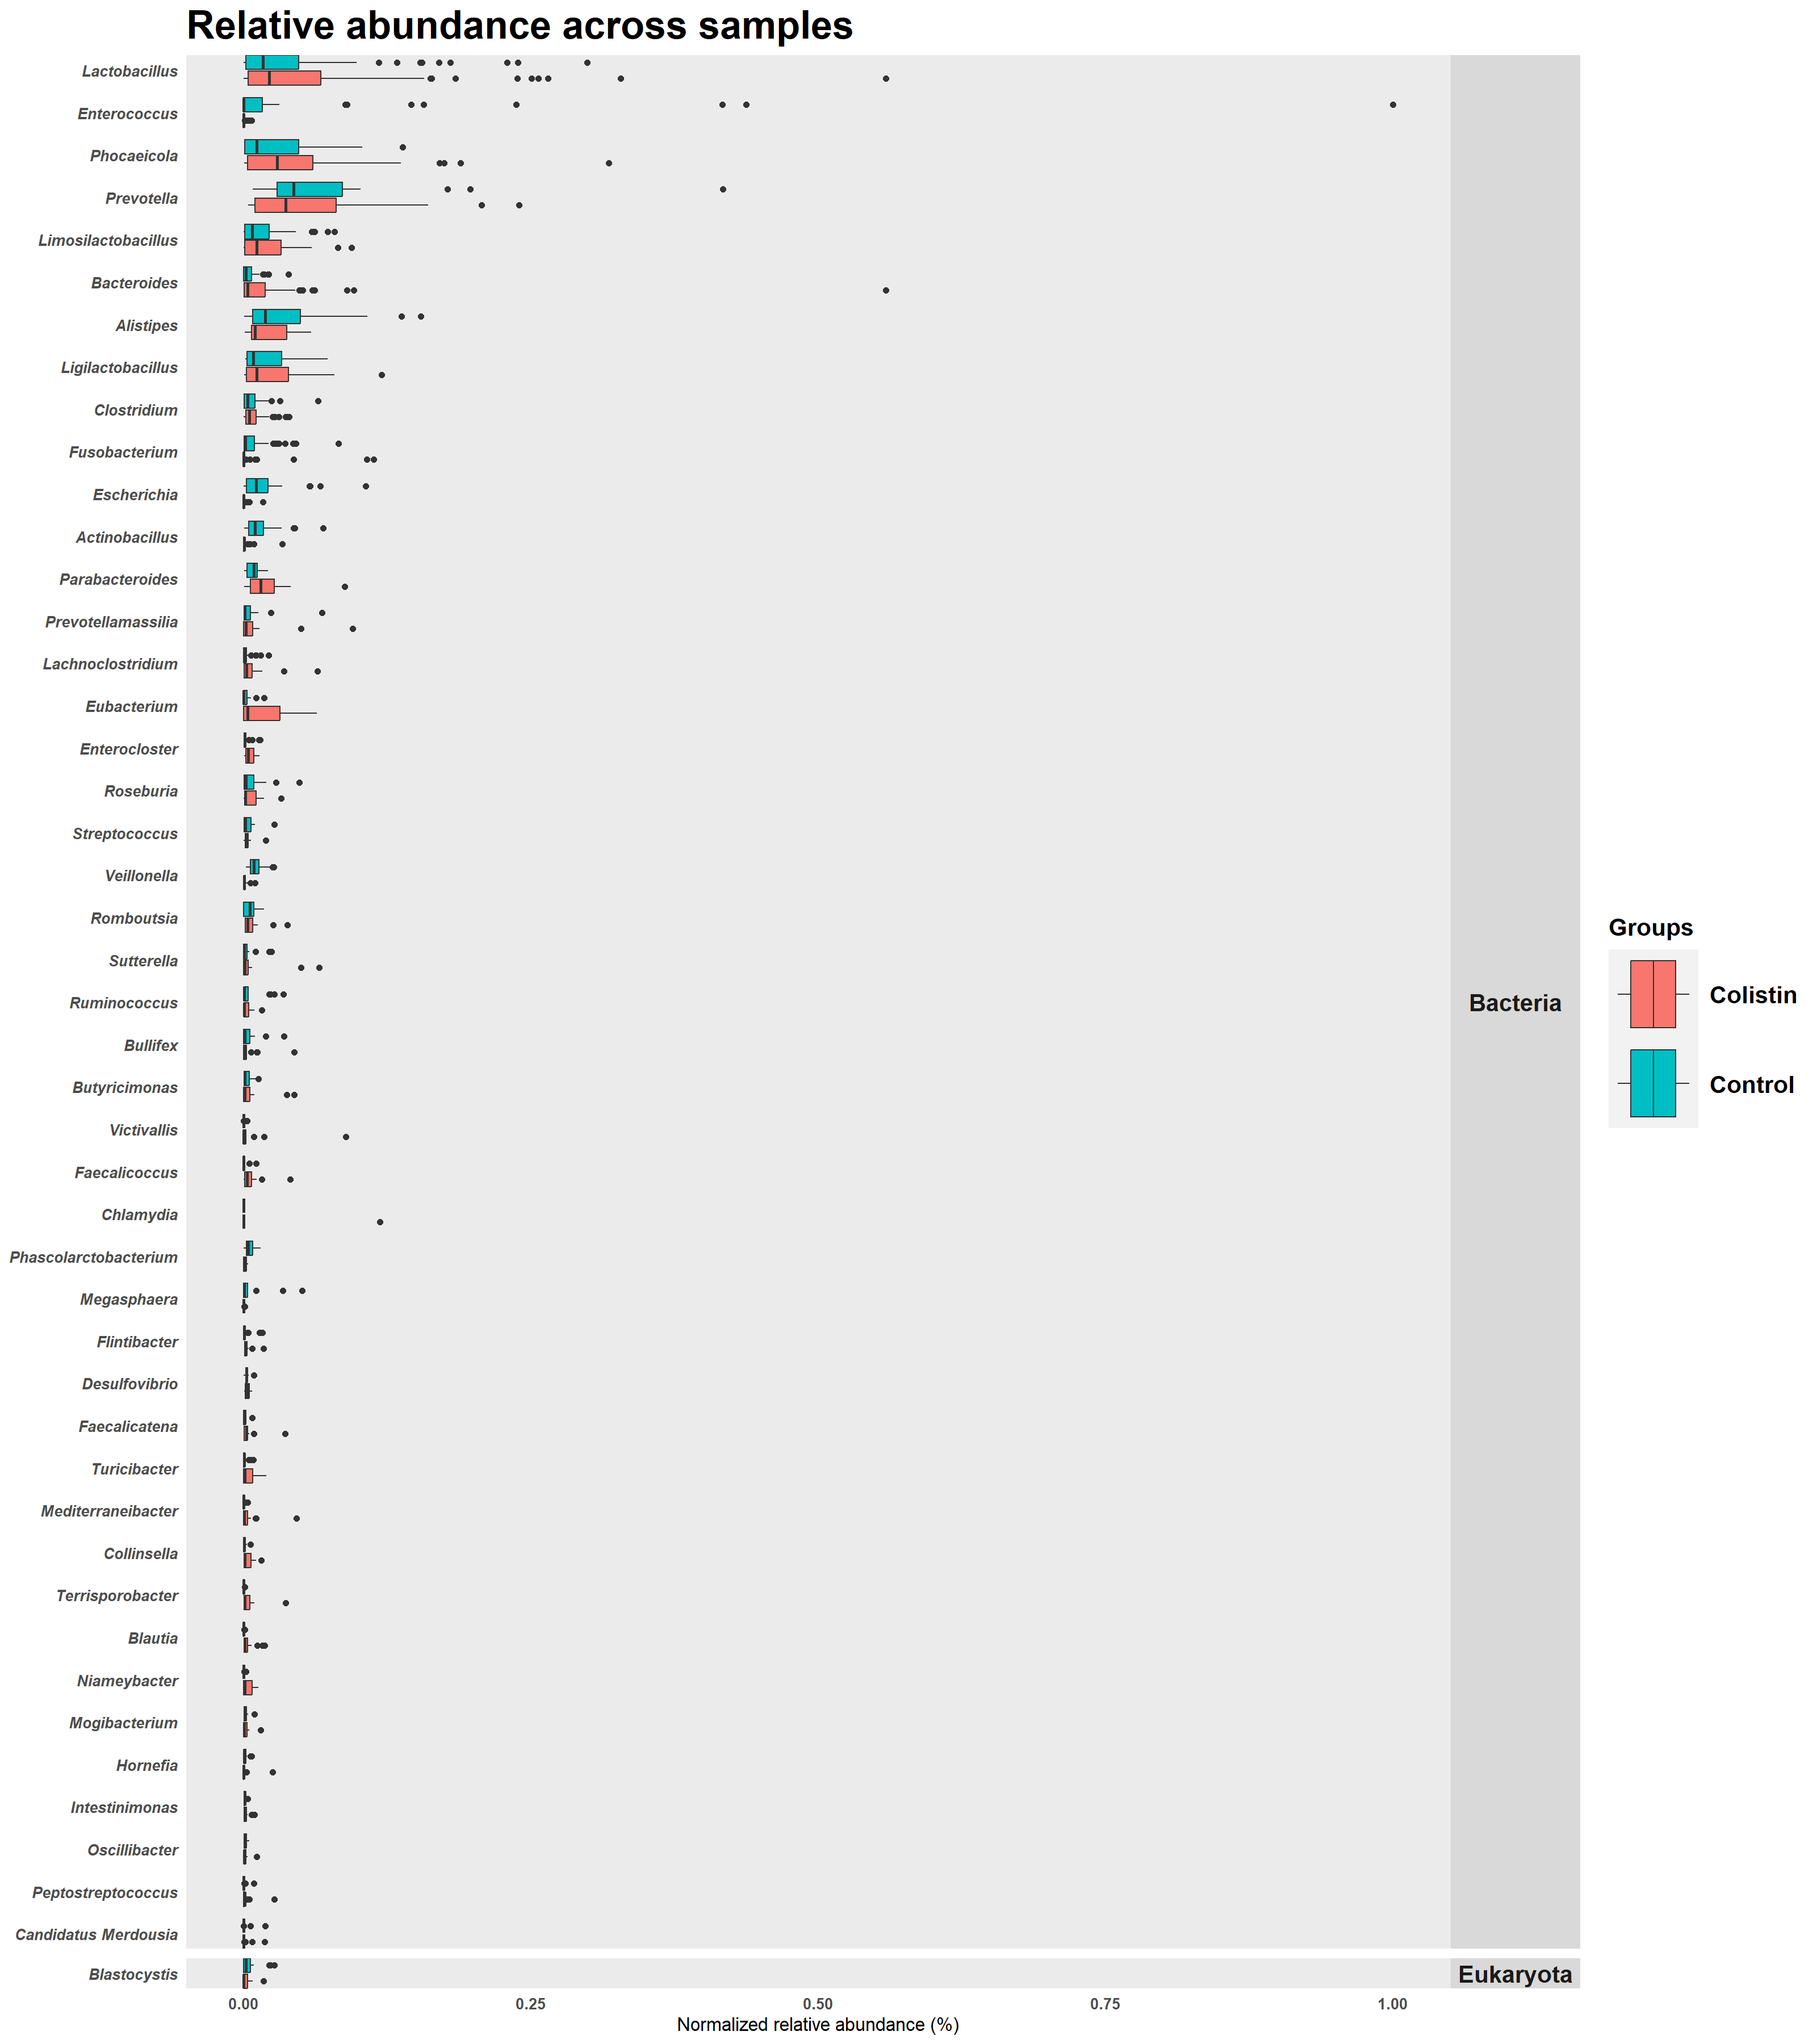 Relative abundance across samples
Lactobacillus
Enterococcus
Phocaeicola
Prevotella
Limosilactobacillus
Bacteroides
Alistipes
Ligilactobacillus
Clostridium
Fusobacterium
Escherichia
Actinobacillus
Parabacteroides
Prevotellamassilia
Lachnoclostridium
Eubacterium
Enterocloster
Roseburia
Streptococcus
Veillonella
Romboutsia
Sutterella
Ruminococcus
Bullifex
Butyricimonas
Victivallis
Faecalicoccus
Chlamydia
Phascolarctobacterium
Megasphaera
Flintibacter
Desulfovibrio
Faecalicatena
Turicibacter
Mediterraneibacter
Collinsella
Terrisporobacter
Blautia
Niameybacter
Mogibacterium
Hornefia
Intestinimonas
Oscillibacter
Peptostreptococcus
Candidatus Merdousia
Blastocystis
Bacteria
Eukaryota
0.00 0.25 0.50 0.75 1.00
Normalized relative abundance (%)
Groups
Colistin
Control